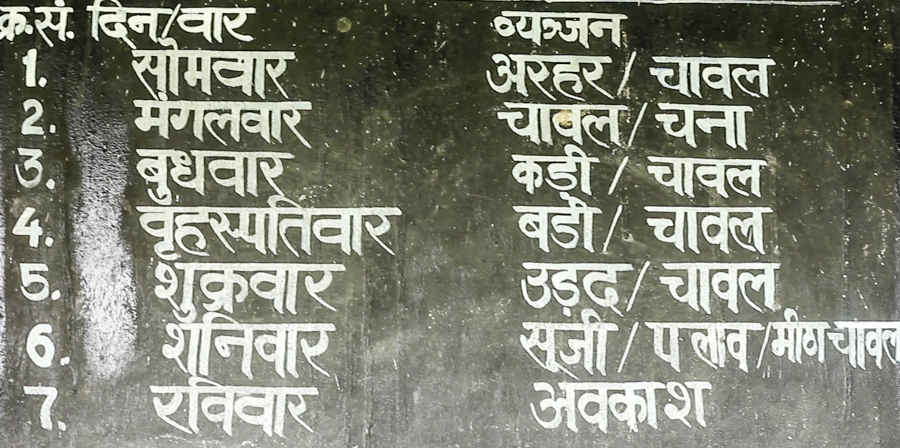 क्र.सं. दिन/वार व्यञ्जन
1. सोमवार अरहर / चावल
2. मंगलवार चावल / चना
3. बुधवार कडी / चावल
4. वृहस्पतिवार बडी / चावल
5. शुक्रवार उड़द / चावल
6. शनिवार सब्जी / पलाव / मीठा चावल
7. रविवार अवकाश